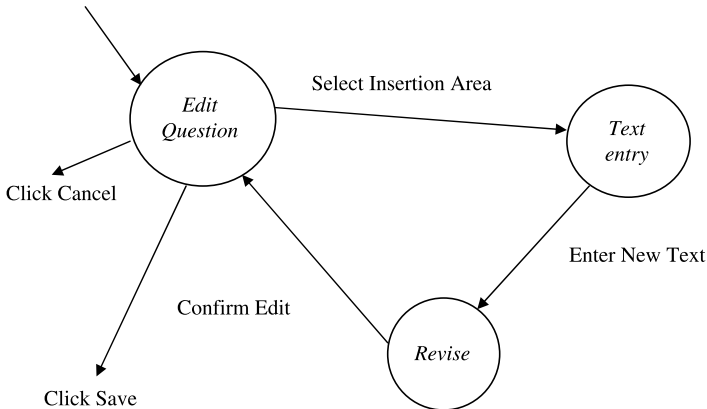 Select Insertion Area
Edit
Question
Text
entry
Click Cancel
Enter New Text
Confirm Edit
Revise
Click Save